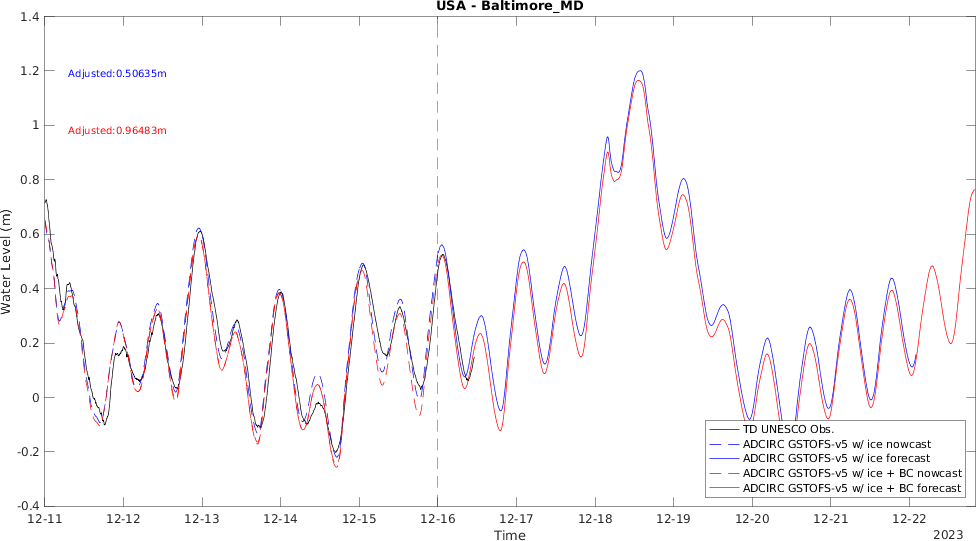 USA - Baltimore_MD
Adjusted:0.50635m
Adjusted:0.96483m
Water Level (m)
1.4
1.2
1
0.8
0.6
0.4
0.2
0
-0.2
-0.4
TD UNESCO Obs.
ADCIRC GSTOFS-v5 w/ ice nowcast
ADCIRC GSTOFS-v5 w/ ice forecast
ADCIRC GSTOFS-v5 w/ ice + BC nowcast
ADCIRC GSTOFS-v5 w/ ice + BC forecast
12-11 12-12 12-13 12-14 12-15 12-16 12-17 12-18 12-19 12-20 12-21 12-22
Time
2023